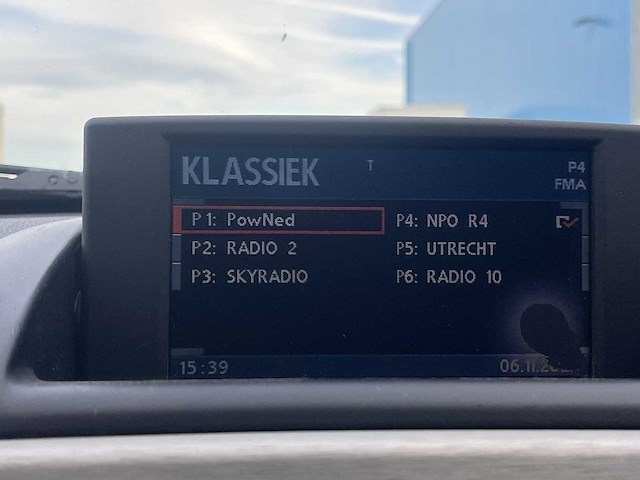 KLASSIEK T P4
FMA
P1: PowNed P4: NPO R4
P2: RADIO 2 P5: UTRECHT
P3: SKYRADIO P6: RADIO 10
15:39